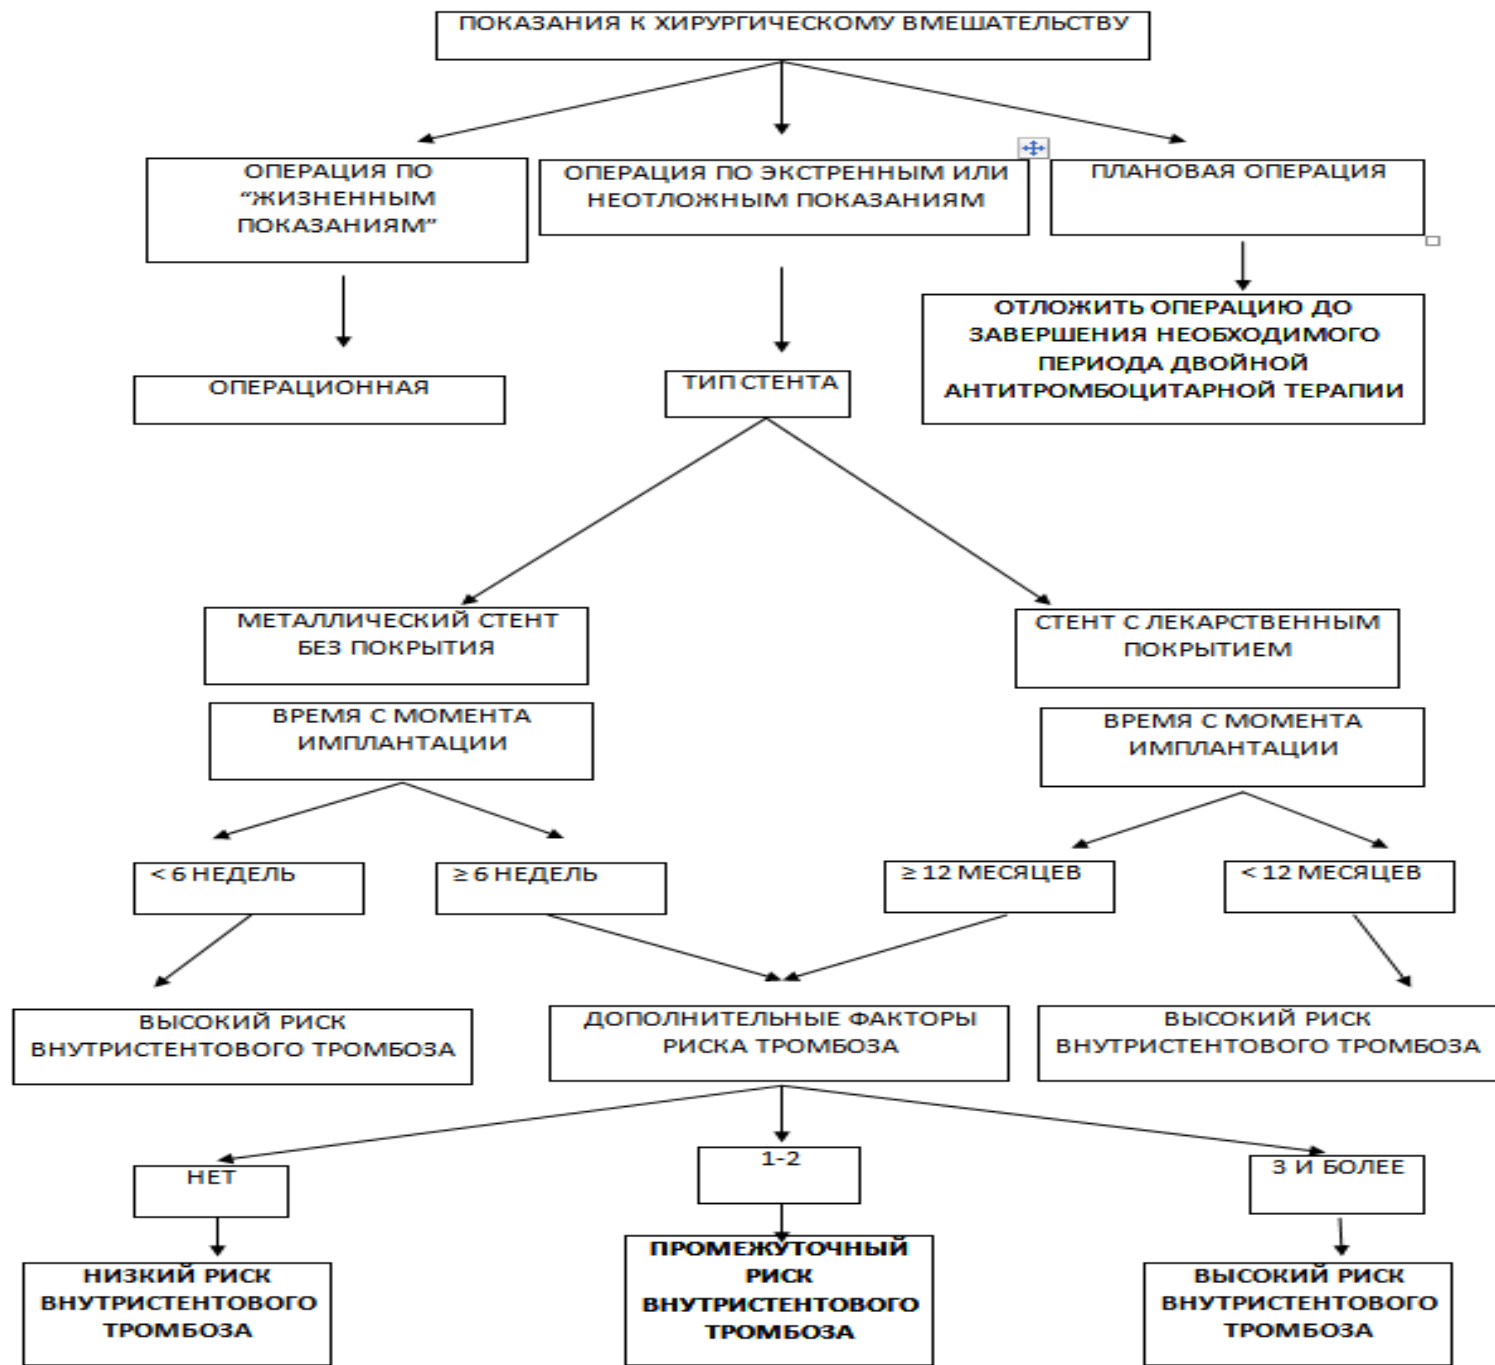 ПОКАЗАНИЯ К ХИРУРГИЧЕСКОМУ ВМЕШАТЕЛЬСТВУ
ОПЕРАЦИЯ ПО
“ЖИЗНЕННЫМ
ПОКАЗАНИЯМ”
ОПЕРАЦИЯ ПО ЭКСТРЕННЫМ ИЛИ
НЕОТЛОЖНЫМ ПОКАЗАНИЯМ
ПЛАНОВАЯ ОПЕРАЦИЯ
ОПЕРАЦИОННАЯ
ТИП СТЕНТА
ОТЛОЖИТЬ ОПЕРАЦИЮ ДО
ЗАВЕРШЕНИЯ НЕОБХОДИМОГО
ПЕРИОДА ДВОЙНОЙ
АНТИТРОМБОЦИТАРНОЙ ТЕРАПИИ
МЕТАЛЛИЧЕСКИЙ СТЕНТ
БЕЗ ПОКРЫТИЯ
СТЕНТ С ЛЕКАРСТВЕННЫМ
ПОКРЫТИЕМ
ВРЕМЯ С МОМЕНТА
ИМПЛАНТАЦИИ
ВРЕМЯ С МОМЕНТА
ИМПЛАНТАЦИИ
< 6 НЕДЕЛЬ
≥ 6 НЕДЕЛЬ
≥ 12 МЕСЯЦЕВ
< 12 МЕСЯЦЕВ
ВЫСОКИЙ РИСК
ВНУТРИСТЕНТОВОГО ТРОМБОЗА
ДОПОЛНИТЕЛЬНЫЕ ФАКТОРЫ
РИСКА ТРОМБОЗА
ВЫСОКИЙ РИСК
ВНУТРИСТЕНТОВОГО ТРОМБОЗА
НЕТ
1-2
3 И БОЛЕЕ
НИЗКИЙ РИСК
ВНУТРИСТЕНТОВОГО
ТРОМБОЗА
ПРОМЕЖУТОЧНЫЙ
РИСК
ВНУТРИСТЕНТОВОГО
ТРОМБОЗА
ВЫСОКИЙ РИСК
ВНУТРИСТЕНТОВОГО
ТРОМБОЗА